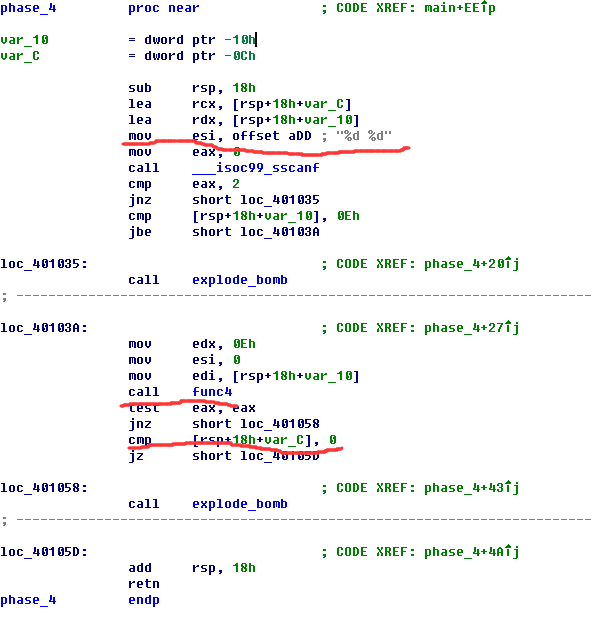 phase_4 proc near ; CODE XREF: main+EE↑p
var_10 = dword ptr -10h
var_C = dword ptr -0Ch
sub rsp, 18h
lea rcx, [rsp+18h+var_C]
lea rdx, [rsp+18h+var_10]
mov esi, offset aDD ; "%d %d"
mov eax, 0
call ___isoc99_sscanf
cmp eax, 2
jnz short loc_401035
cmp [rsp+18h+var_10], 0Eh
jbe short loc_40103A
loc_401035: ; CODE XREF: phase_4+20↑j
call explode_bomb
; ---------------------------------------------------------------------------
loc_40103A: ; CODE XREF: phase_4+27↑j
mov edx, 0Eh
mov esi, 0
mov edi, [rsp+18h+var_10]
call func4
test eax, eax
jnz short loc_401058
cmp [rsp+18h+var_C], 0
jz short loc_40105D
loc_401058: ; CODE XREF: phase_4+43↑j
call explode_bomb
; ---------------------------------------------------------------------------
loc_40105D: ; CODE XREF: phase_4+4A↑j
add rsp, 18h
retn
phase_4 endp